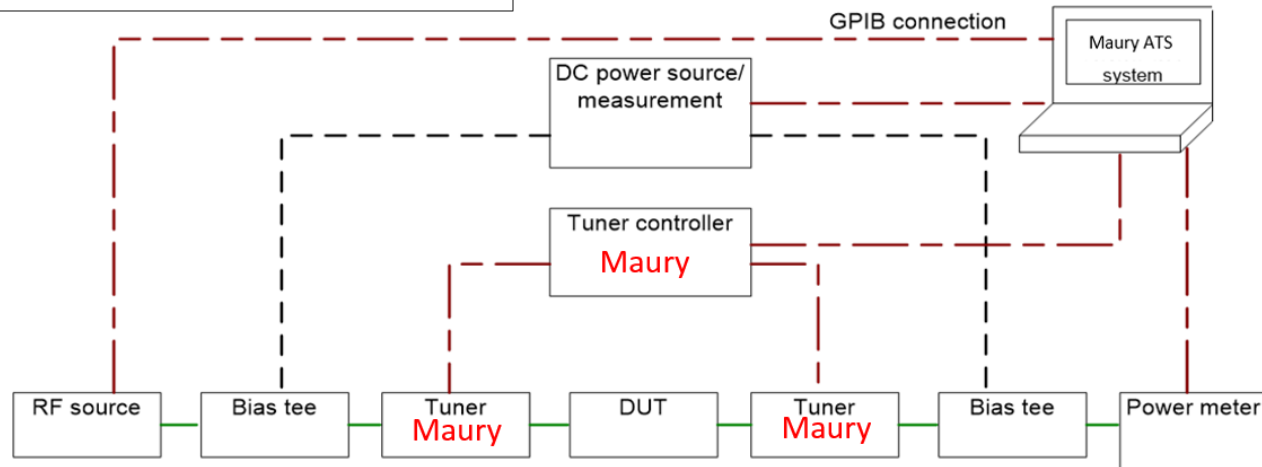 GPIB connection
Maury ATS
system
DC power source/
measurement
Tuner controller
Maury
RF source
Bias tee
Tuner
Maury
DUT
Tuner
Maury
Bias tee
Power meter